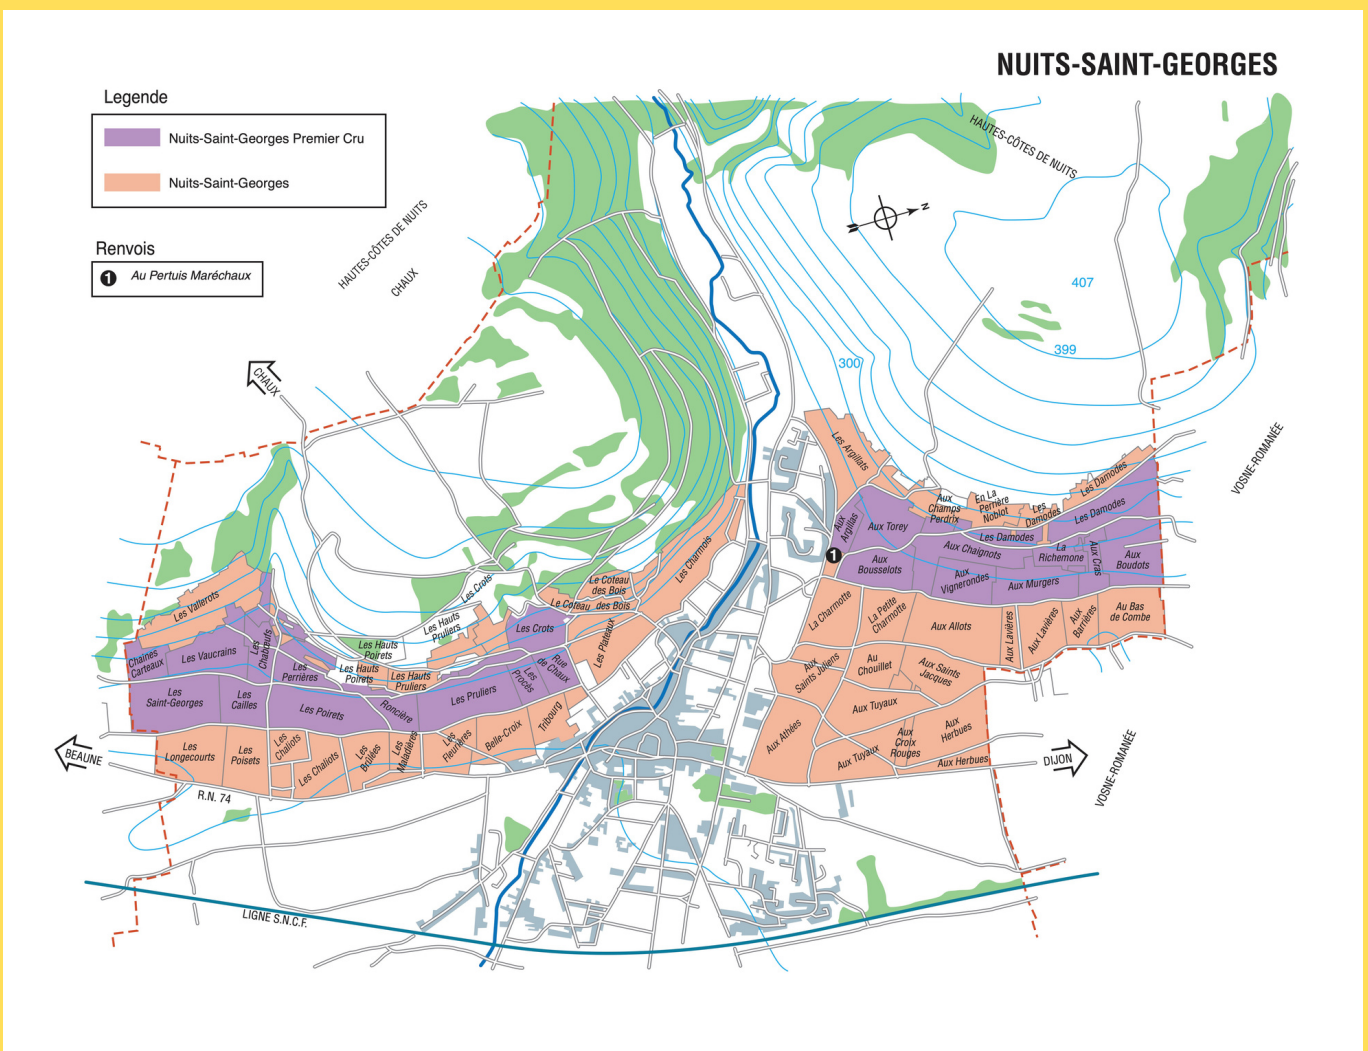 NUITS-SAINT-GEORGES
Legende
Nuits-Saint-Georges Premier Cru
Nuits-Saint-Georges
Renvois
1 Au Pertuis Maréchaux
HAUTES-CÔTES DE NUITS
HAUTES-CÔTES DE NUITS
CHAUX
N
407
399
300
CHAUX
VOSNE-ROMANÉE
Les Argillats
Les Damodes
En La
Perrière
Noblot
Aux
Champs
Perdrix
Les
Damodes
Les Damodes
Aux
Argillas
Aux Torey
Les Damodes
1
Aux Chaignots
La
Richemone
Aux Cras
Aux
Boudots
Aux
Bousselots
Aux
Vignerondes
Aux Murgers
Les Charmois
Le Coteau
des Bois
Le Coteau des Bois
Les Crots
Les Vallerots
Les Hauts
Pruliers
Les Crots
La Charmotte
La Petite
Charmotte
Aux Allots
Aux Lavières
Aux Lavières
Aux
Barrières
Au Bas
de Combe
Chaines
Carteaux
Les Vaucrains
Les
Chabœufs
Les Hauts
Poirets
Les
Perrières
Les Hauts
Poirets
Les Hauts
Pruliers
Les Plateaux
Rue
de Chaux
Les
Procès
Aux
Saints Juliens
Au
Chouillet
Aux Saints
Jacques
Les
Saint-Georges
Les
Cailles
Les Poirets
Roncière
Les Pruliers
Aux Tuyaux
Aux Athées
Aux
Herbues
Aux
Croix
Rouges
Aux Tuyaux
Aux Herbues
Les
Longecourts
Les
Poisets
Les
Chaliots
Les Chaliots
Les
Brûlées
Les
Maladières
Les
Fleurières
Belle-Croix
Tribourg
BEAUNE
R.N. 74
DIJON
VOSNE-ROMANÉE
LIGNE S.N.C.F.